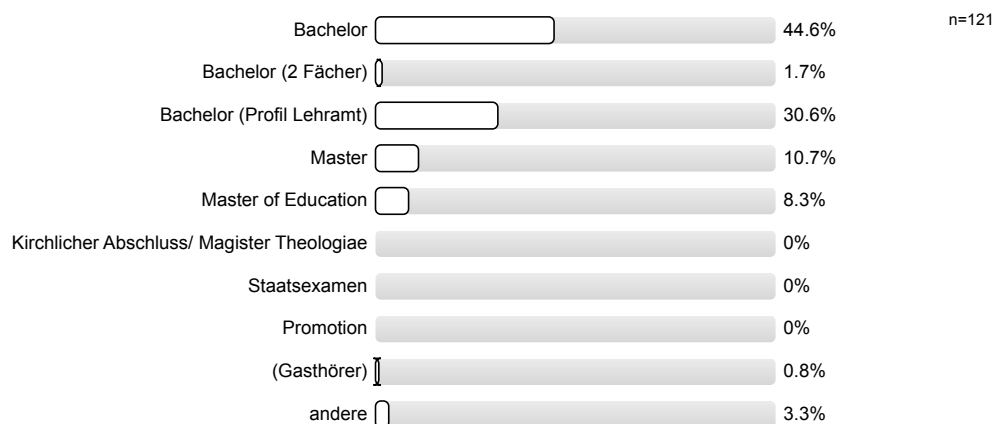 Bachelor 44.6% n=121
Bachelor (2 Fächer) 1.7%
Bachelor (Profil Lehramt) 30.6%
Master 10.7%
Master of Education 8.3%
Kirchlicher Abschluss/ Magister Theologiae 0%
Staatsexamen 0%
Promotion 0%
(Gasthörer) 0.8%
andere 3.3%